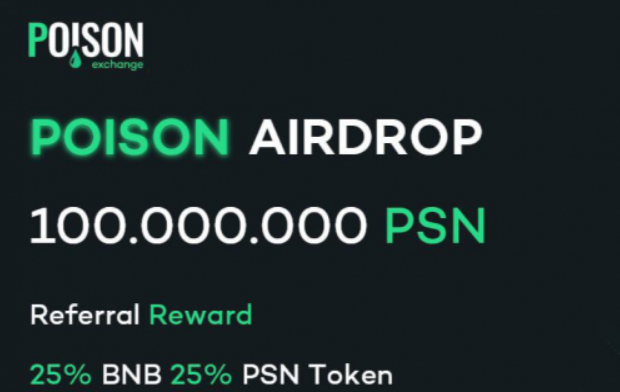 POISON
exchange
POISON AIRDROP
100.000.000 PSN
Referral Reward
25% BNB 25% PSN Token